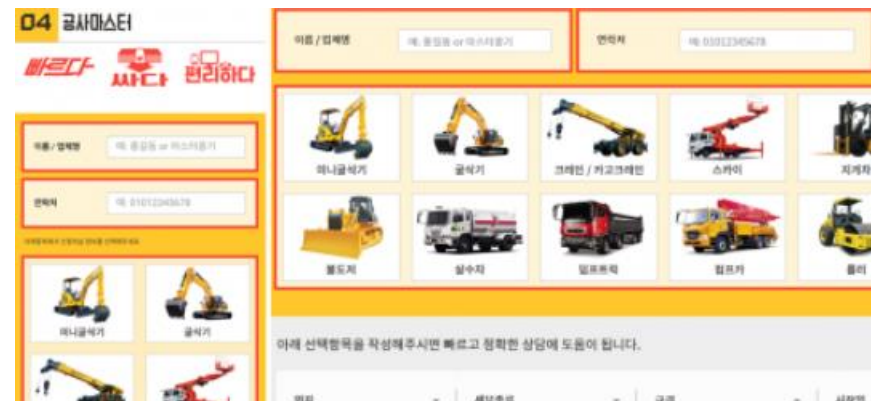 04 공사마스터
빠르다 싸다 편리하다
이름 / 업체명
예: 홍길동 or 마스터중기
연락처
예: 01012345678
미니굴삭기
굴삭기
이름 / 업체명
예: 홍길동 or 마스터중기
연락처
예: 01012345678
미니굴삭기
굴삭기
크레인 / 카고크레인
스카이
지게차
불도저
살수차
덤프트럭
펌프카
롤러
아래 선택항목을 작성해주시면 빠르고 정확한 상담에 도움이 됩니다.